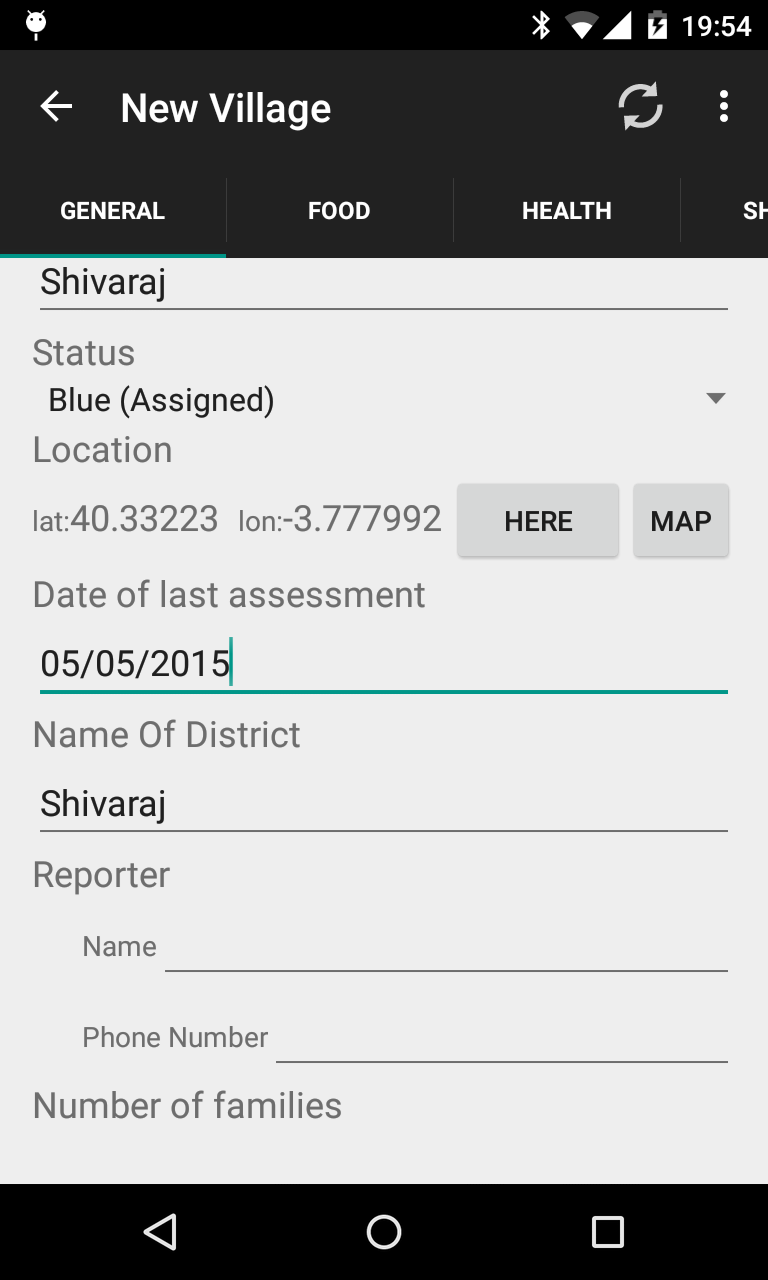 19:54
New Village
GENERAL FOOD HEALTH SH
Shivaraj
Status
Blue (Assigned)
Location
lat:40.33223 lon:-3.777992 HERE MAP
Date of last assessment
05/05/2015
Name Of District
Shivaraj
Reporter
Name
Phone Number
Number of families